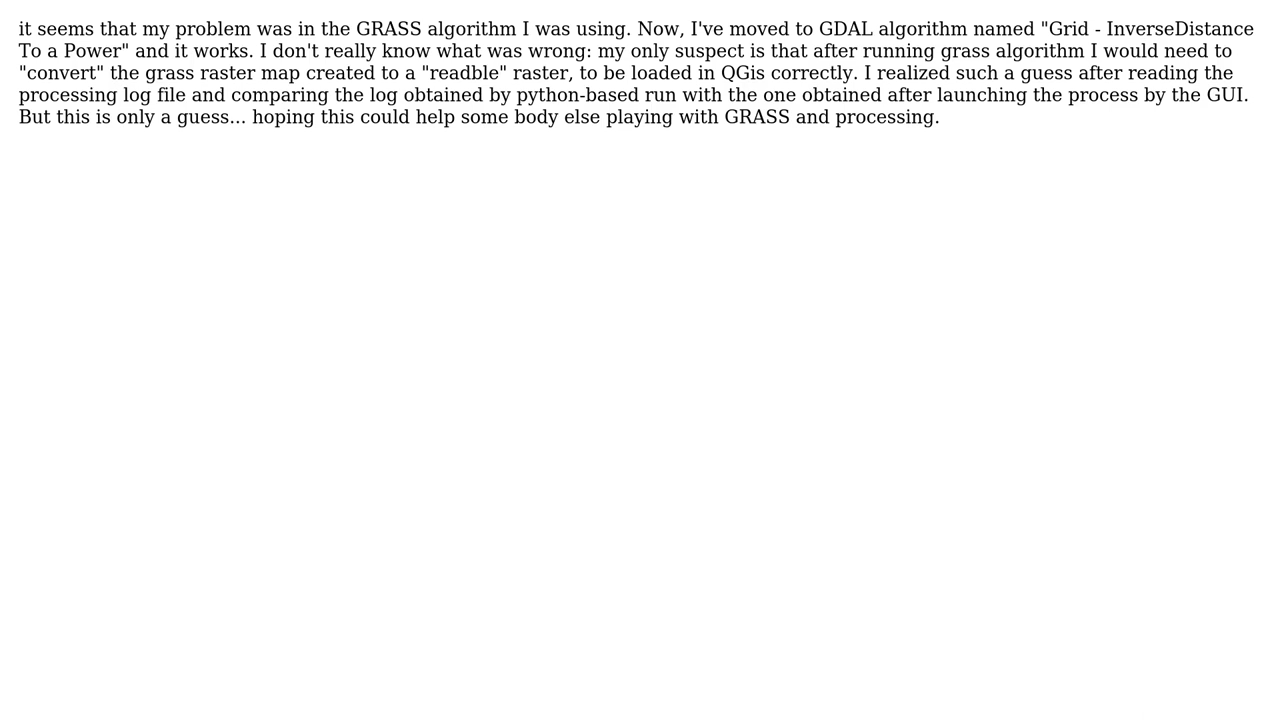 it seems that my problem was in the GRASS algorithm I was using. Now, I've moved to GDAL algorithm named "Grid - InverseDistance
To a Power" and it works. I don't really know what was wrong: my only suspect is that after running grass algorithm I would need to
"convert" the grass raster map created to a "readble" raster, to be loaded in QGis correctly. I realized such a guess after reading the
processing log file and comparing the log obtained by python-based run with the one obtained after launching the process by the GUI.
But this is only a guess... hoping this could help some body else playing with GRASS and processing.